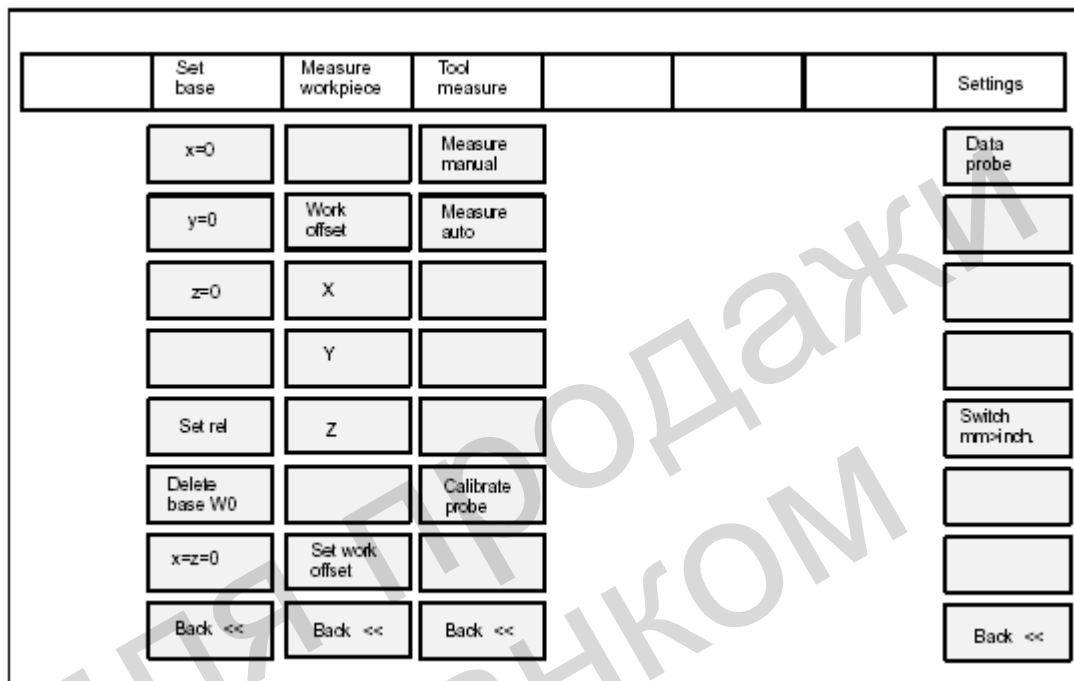 Set
base
Measure
workpiece
Tool
measure
Settings
x=0
y=0
z=0
Set rel
Delete
base W0
x=z=0
Back <<
Work
offset
X
Y
Z
Set work
offset
Back <<
Measure
manual
Measure
auto
Calibrate
probe
Back <<
Data
probe
Switch
mm>inch.
Back <<
продажи